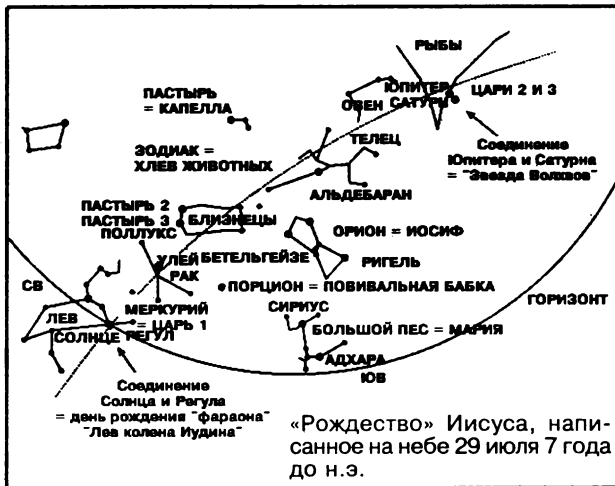 РЫБЫ
ПАСТЫРЬ
= КАПЕЛЛА
ЮПИТЕР
САТУРН
ЦАРИ 2 И 3
ОВЕН
ТЕЛЕЦ
Соединение
Юпитера и Сатурна
= "Звезда Волхвов"
ЗОДИАК =
ХЛЕВ ЖИВОТНЫХ
АЛЬДЕБАРАН
ПАСТЫРЬ 2
ПАСТЫРЬ 3
БЛИЗНЕЦЫ
ПОЛЛУКС
ОРИОН = ИОСИФ
УЛЕЙ
БЕТЕЛЬГЕЙЗЕ
РИГЕЛЬ
РАК
ПОРЦИОН = ПОВИВАЛЬНАЯ БАБКА
СВ
МЕРКУРИЙ
= ЦАРЬ 1
СИРИУС
ГОРИЗОНТ
ЛЕВ
СОЛНЦЕ РЕГУЛ
БОЛЬШОЙ ПЕС = МАРИЯ
АДХАРА
ЮВ
Соединение
Солнца и Регула
= день рождения "фараона"
"Лев колена Иудина"
«Рождество» Иисуса, напи-
санное на небе 29 июля 7 года
до н.э.